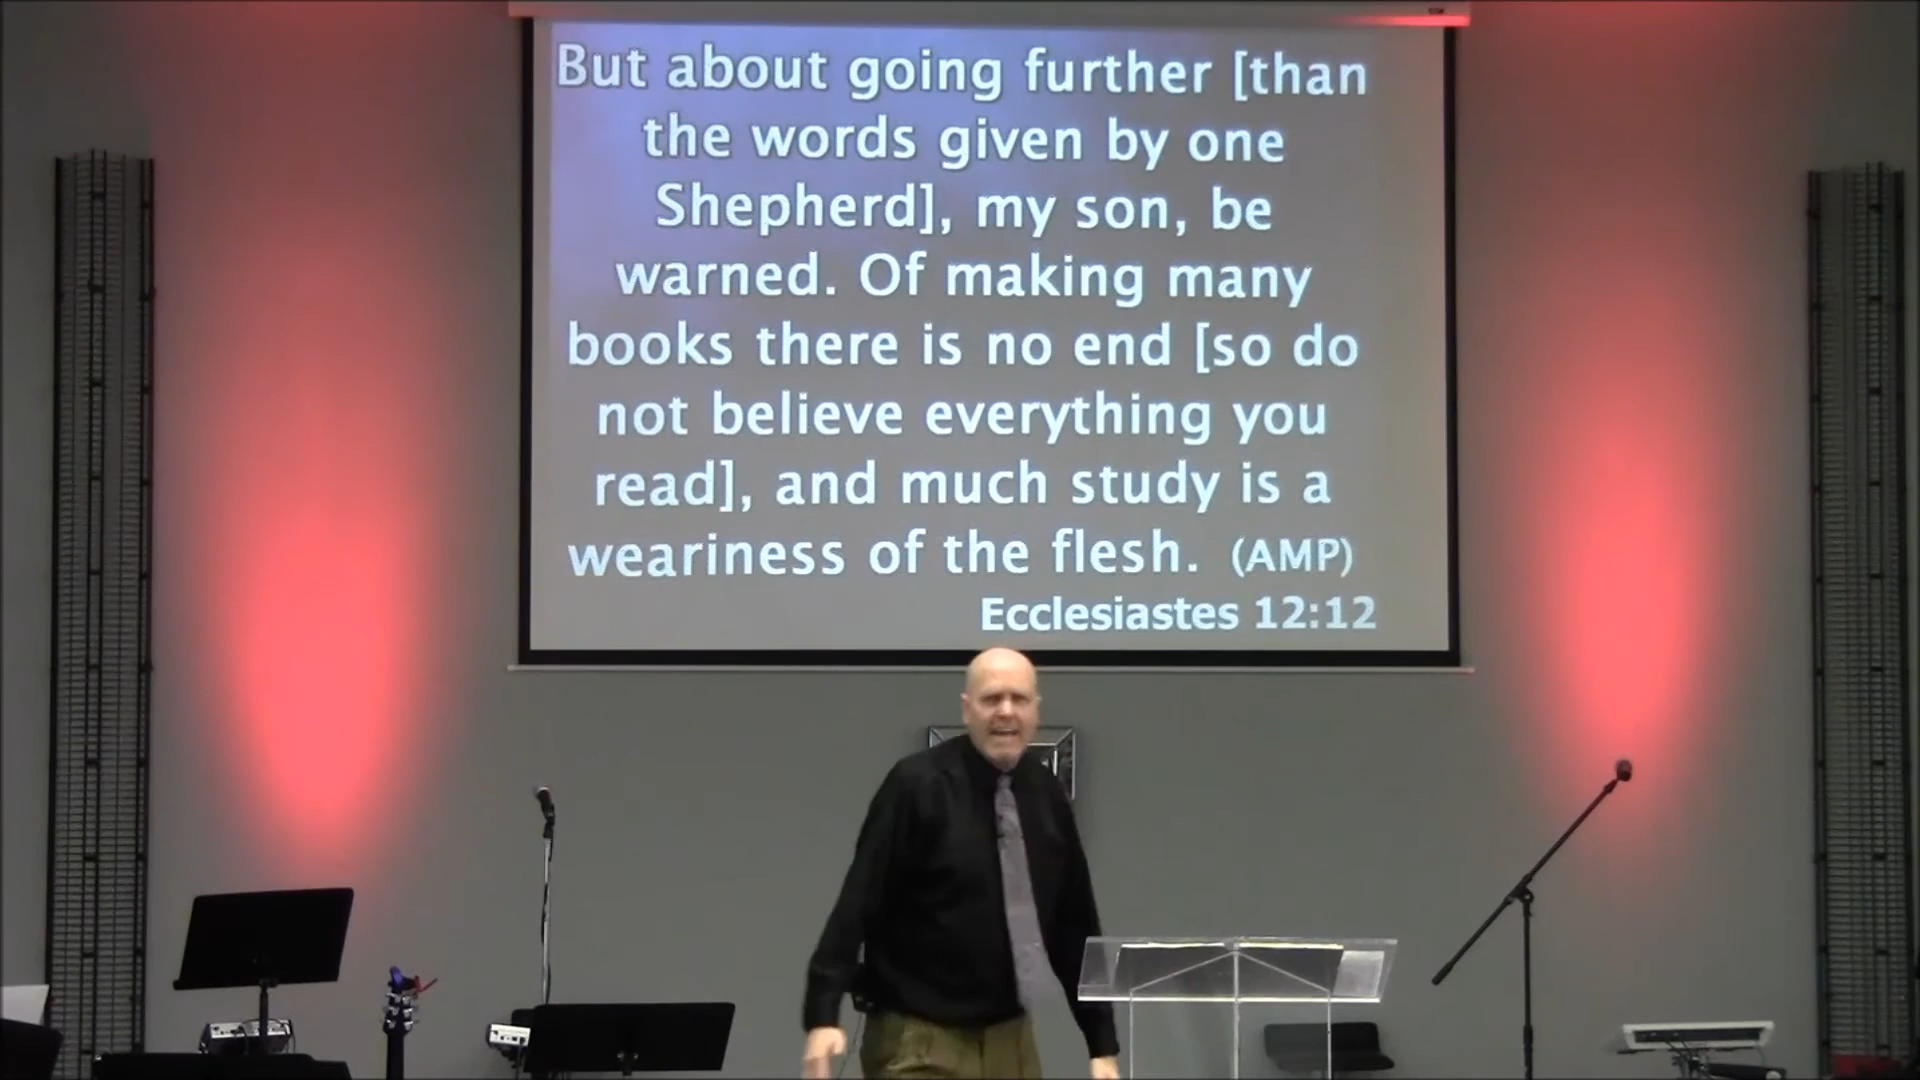 But about going further [than
the words given by one
Shepherd], my son, be
warned. Of making many
books there is no end [so do
not believe everything you
read], and much study is a
weariness of the flesh. (AMP)
Ecclesiastes 12:12